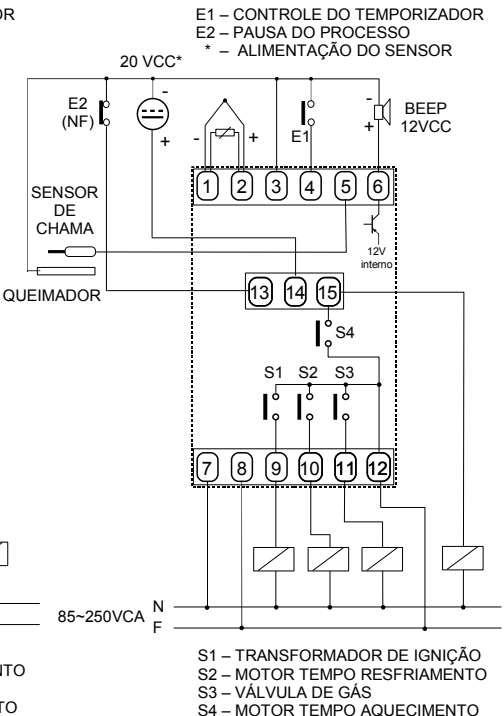 OR
E1 – CONTROLE DO TEMPORIZADOR
E2 – PAUSA DO PROCESSO
* – ALIMENTAÇÃO DO SENSOR
20 VCC*
E2
(NF)
-
+
-
+
E1
-
+
BEEP
12VCC
1 2 3 4 5 6
SENSOR
DE
CHAMA
12V
interno
QUEIMADOR
13 14 15
S4
S1 S2 S3
7 8 9 10 11 12
85~250VCA
N
F
NTO
TO
S1 – TRANSFORMADOR DE IGNIÇÃO
S2 – MOTOR TEMPO RESFRIAMENTO
S3 – VÁLVULA DE GÁS
S4 – MOTOR TEMPO AQUECIMENTO